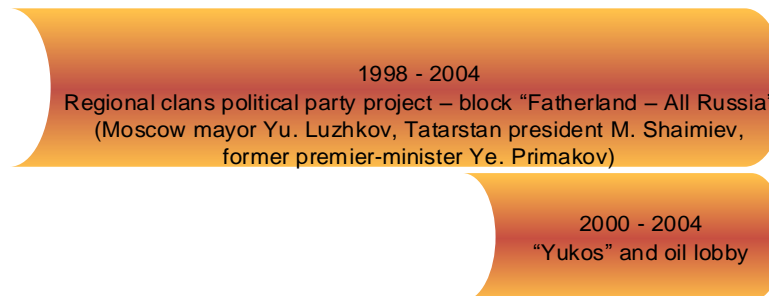 1998 - 2004
Regional clans political party project – block “Fatherland – All Russia”
(Moscow mayor Yu. Luzhkov, Tatarstan president M. Shaimiev,
former premier-minister Ye. Primakov)
2000 - 2004
“Yukos” and oil lobby